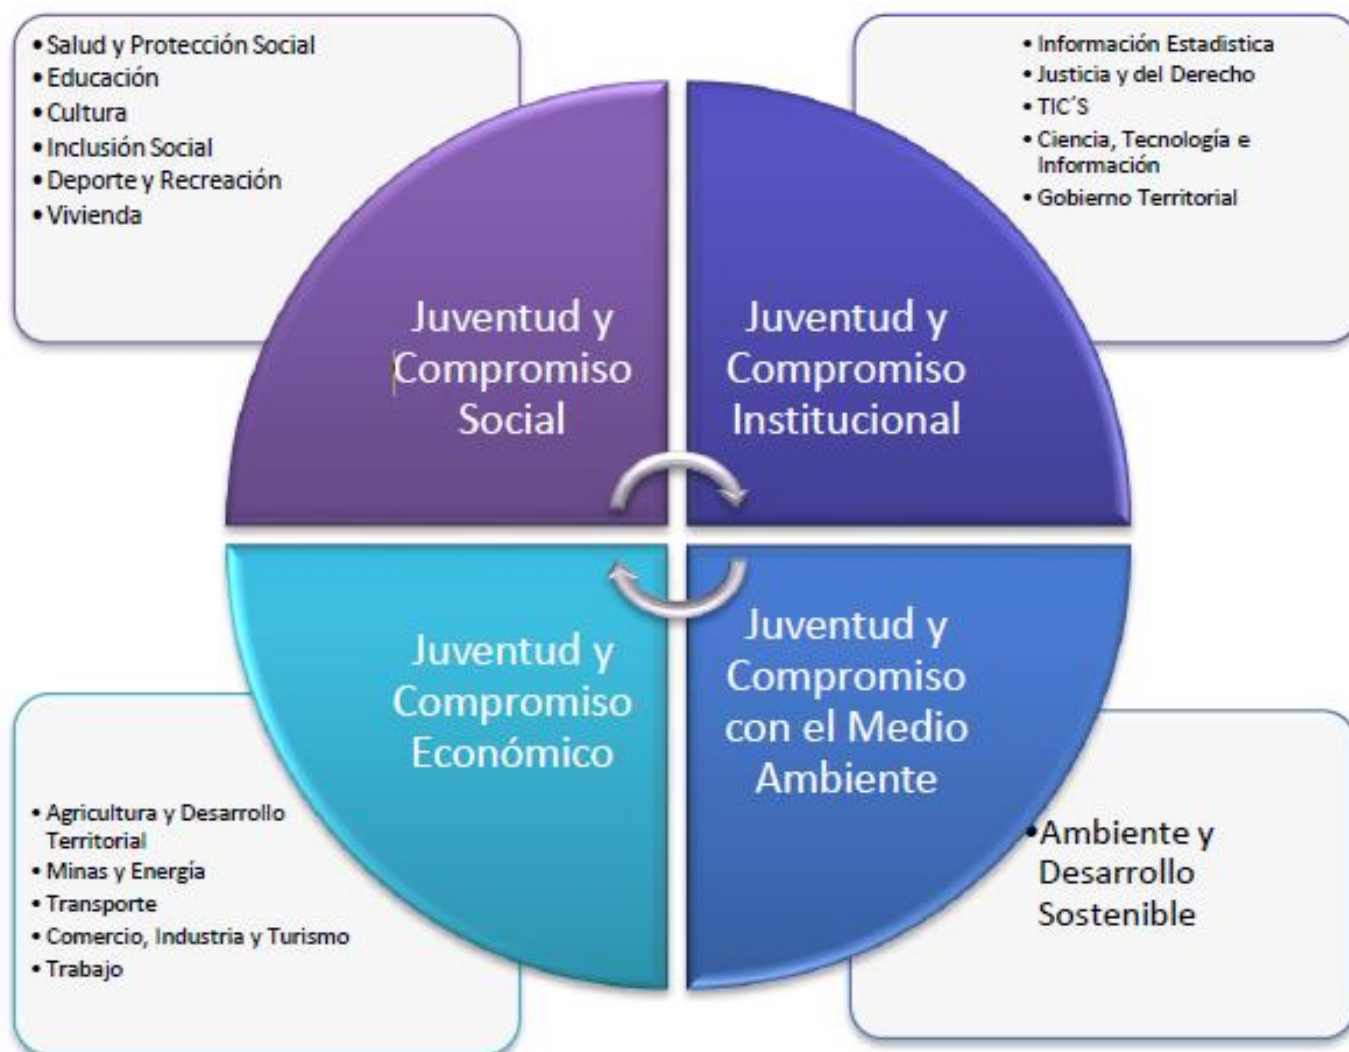 • Salud y Protección Social
• Educación
• Cultura
• Inclusión Social
• Deporte y Recreación
• Vivienda
• Información Estadistica
• Justicia y del Derecho
• TIC´S
• Ciencia, Tecnología e
Información
• Gobierno Territorial
Juventud y
Compromiso
Social
Juventud y
Compromiso
Institucional
Juventud y
Compromiso
Económico
Juventud y
Compromiso
con el Medio
Ambiente
• Agricultura y Desarrollo
Territorial
• Minas y Energía
• Transporte
• Comercio, Industria y Turismo
• Trabajo
•Ambiente y
Desarrollo
Sostenible